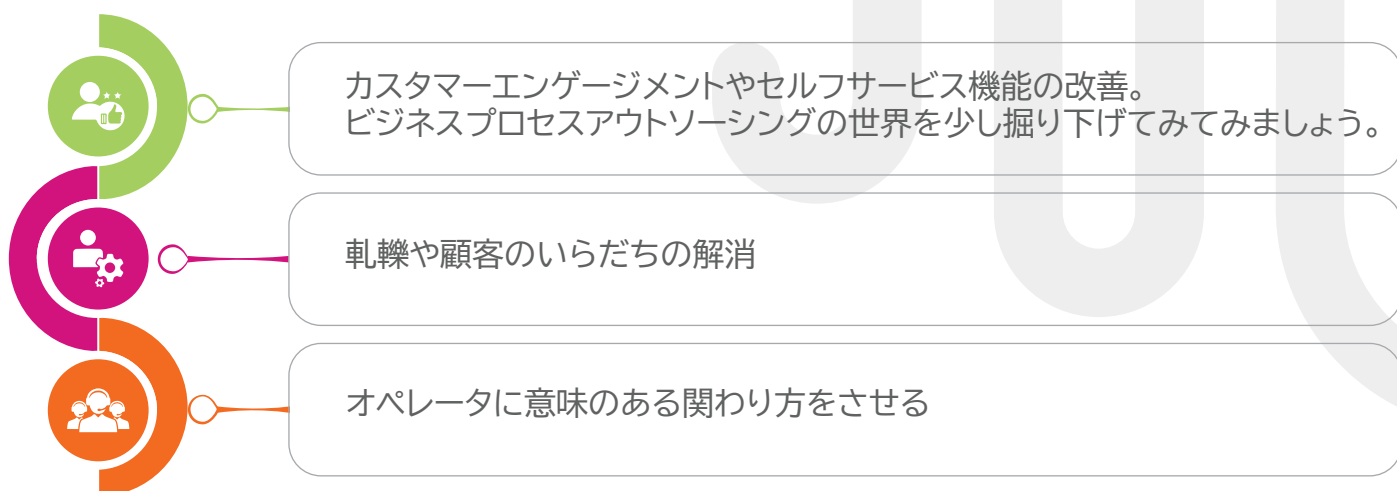 カスタマーエンゲージメントやセルフサービス機能の改善。
ビジネスプロセスアウトソーシングの世界を少し掘り下げてみてみましょう。
軋轢や顧客のいらだちの解消
オペレータに意味のある関わり方をさせる